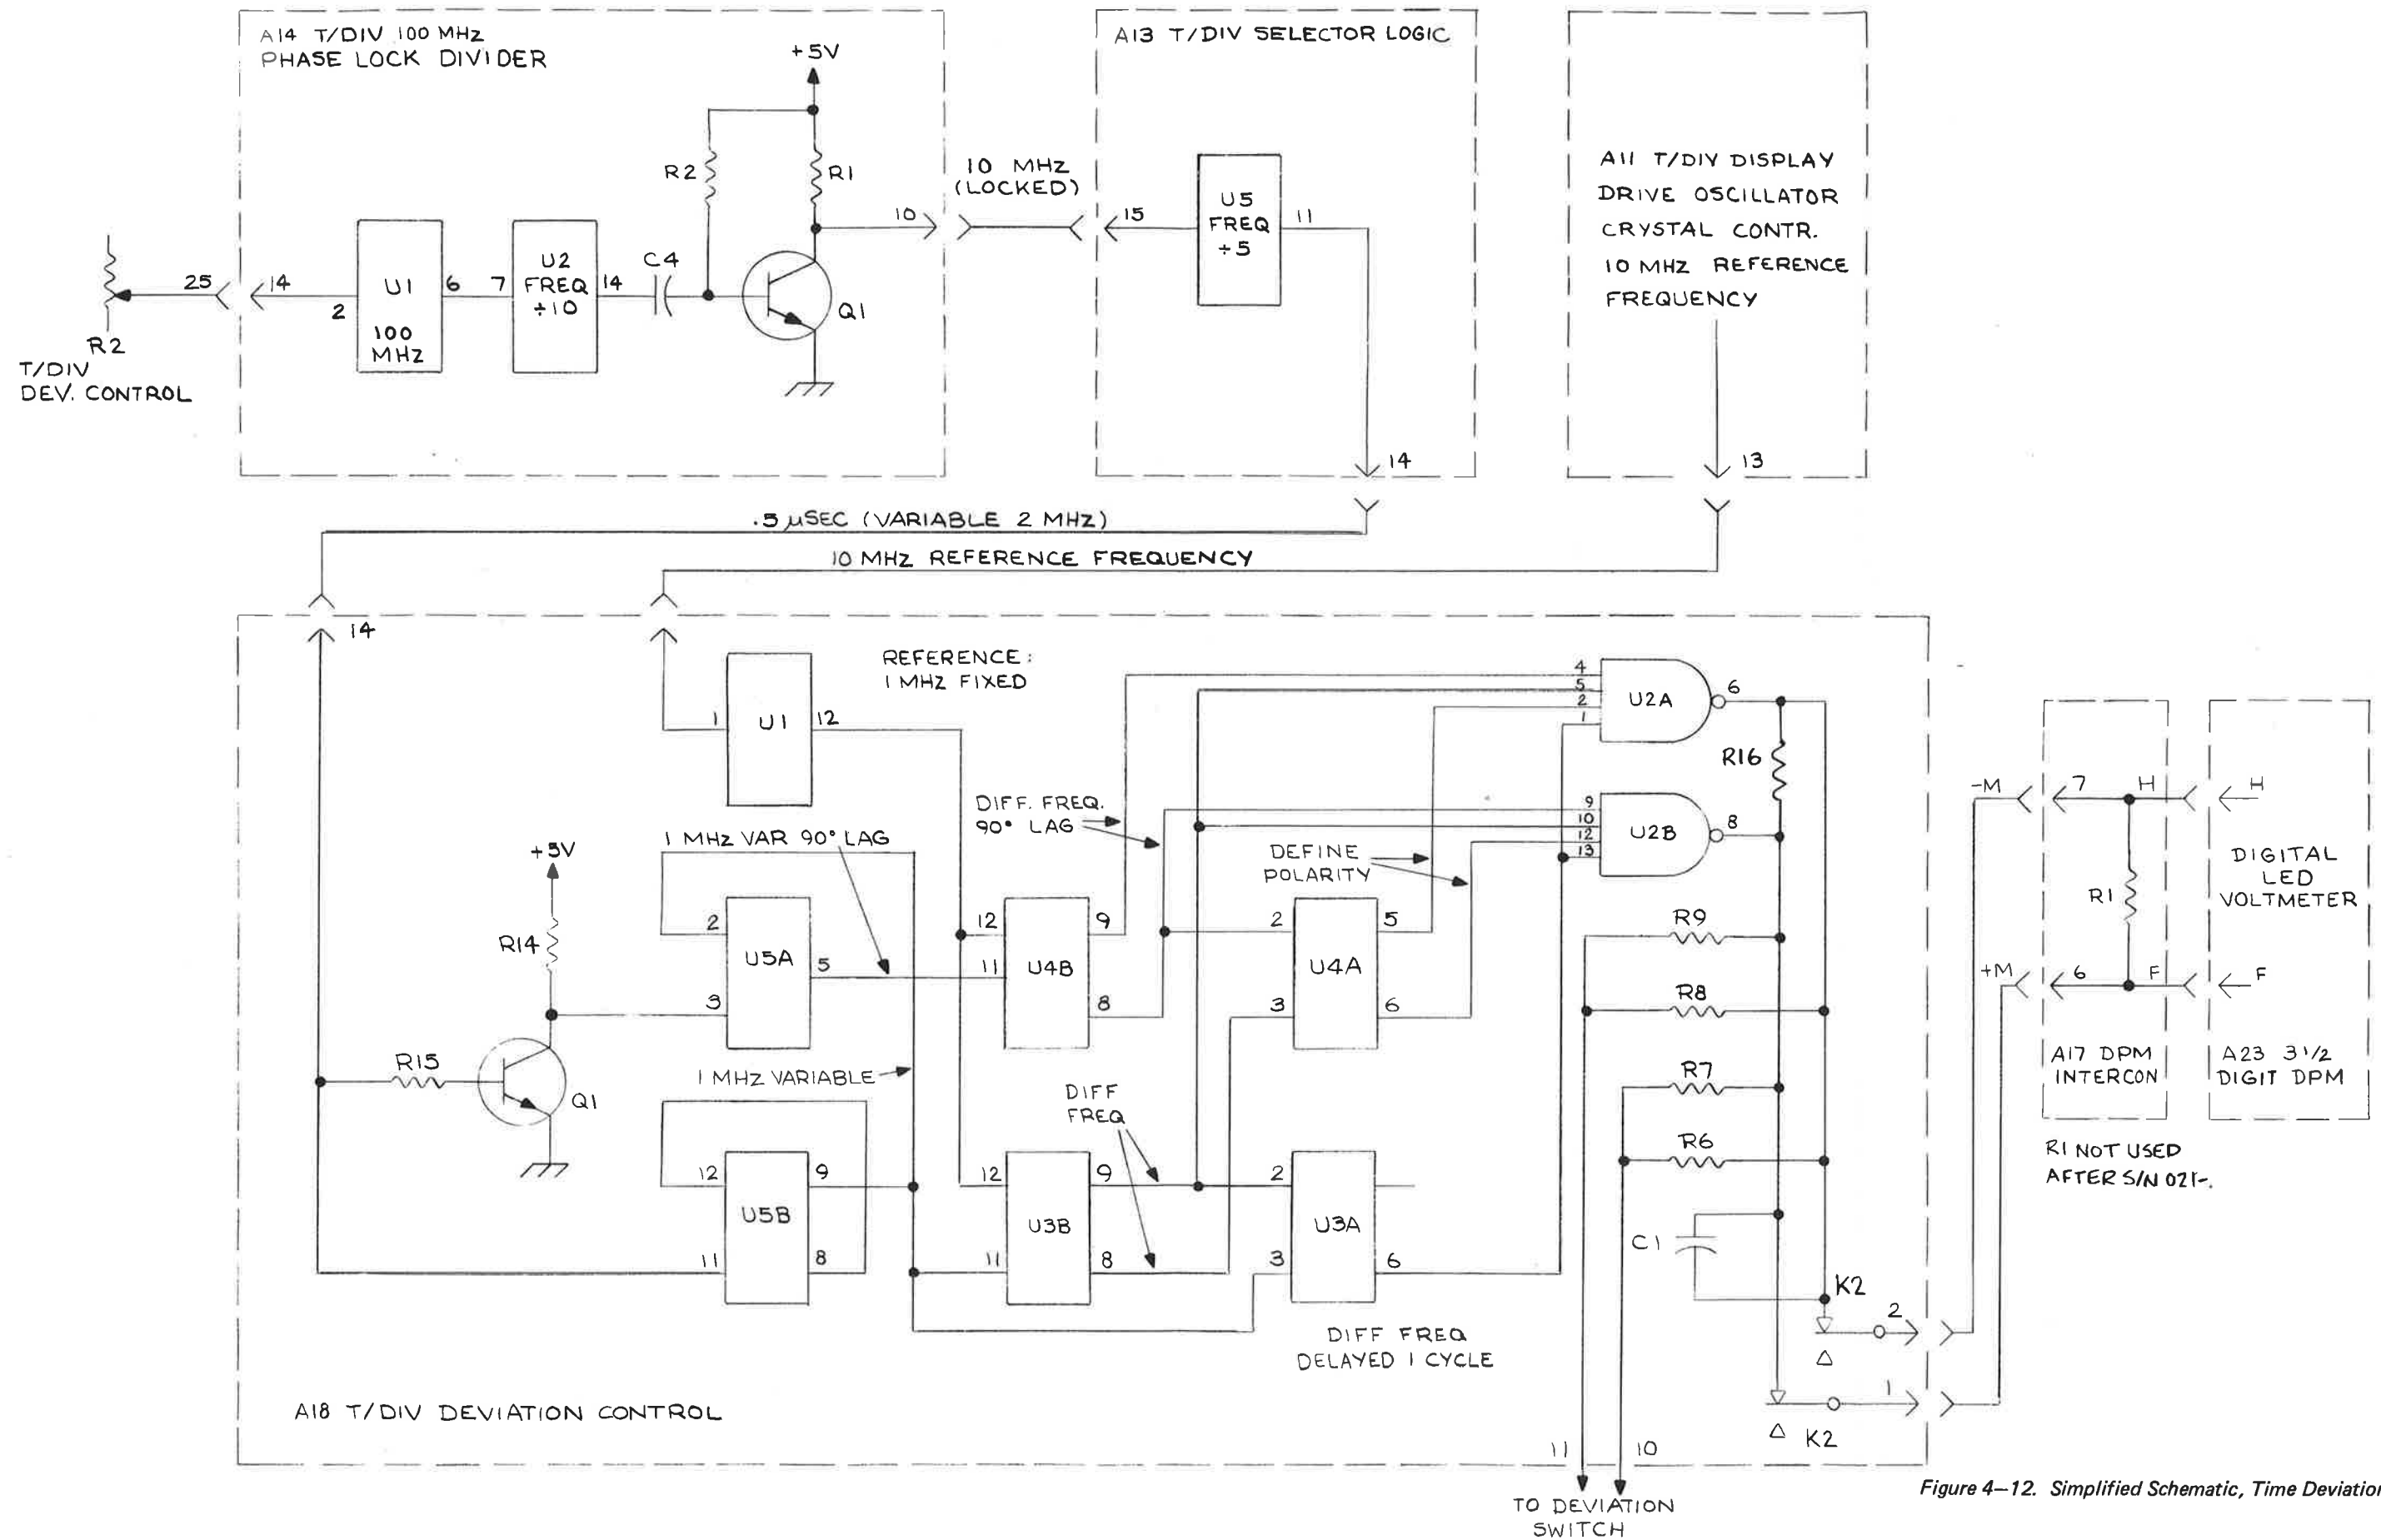 A14 T/DIV 100 MHZ
PHASE LOCK DIVIDER
+5V
R2
R1
25
14
2
U1
100
MHZ
6
7
U2
FREQ
÷10
14
C4
Q1
10
R2
T/DIV
DEV. CONTROL
10 MHZ
(LOCKED)
A13 T/DIV SELECTOR LOGIC
15
U5
FREQ
÷5
11
14
A11 T/DIV DISPLAY
DRIVE OSCILLATOR
CRYSTAL CONTR.
10 MHZ REFERENCE
FREQUENCY
13
.5 µSEC (VARIABLE 2 MHZ)
10 MHZ REFERENCE FREQUENCY
14
REFERENCE:
1 MHZ FIXED
1
U1
12
4
5
2
1
U2A
6
R16
DIFF. FREQ.
90° LAG
9
10
12
13
U2B
8
1 MHZ VAR 90° LAG
DEFINE
POLARITY
+5V
R14
2
U5A
5
3
12
9
11
U4B
8
2
5
U4A
3
6
R9
R8
R7
R6
R15
Q1
1 MHZ VARIABLE
DIFF
FREQ
12
9
U5B
11
8
12
9
U3B
11
8
2
U3A
3
6
C1
K2
2
1
K2
DIFF FREQ
DELAYED 1 CYCLE
A18 T/DIV DEVIATION CONTROL
11
10
TO DEVIATION
SWITCH
-M
7
H
H
R1
+M
6
F
F
DIGITAL
LED
VOLTMETER
A17 DPM
INTERCON
A23 3 1/2
DIGIT DPM
R1 NOT USED
AFTER S/N 021-.
Figure 4–12. Simplified Schematic, Time Deviation